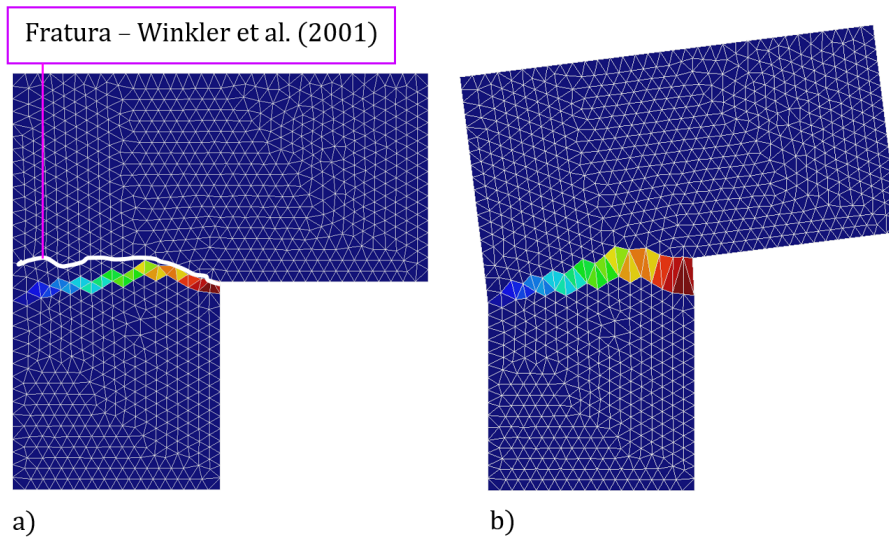 Fratura – Winkler et al. (2001)
a)
b)